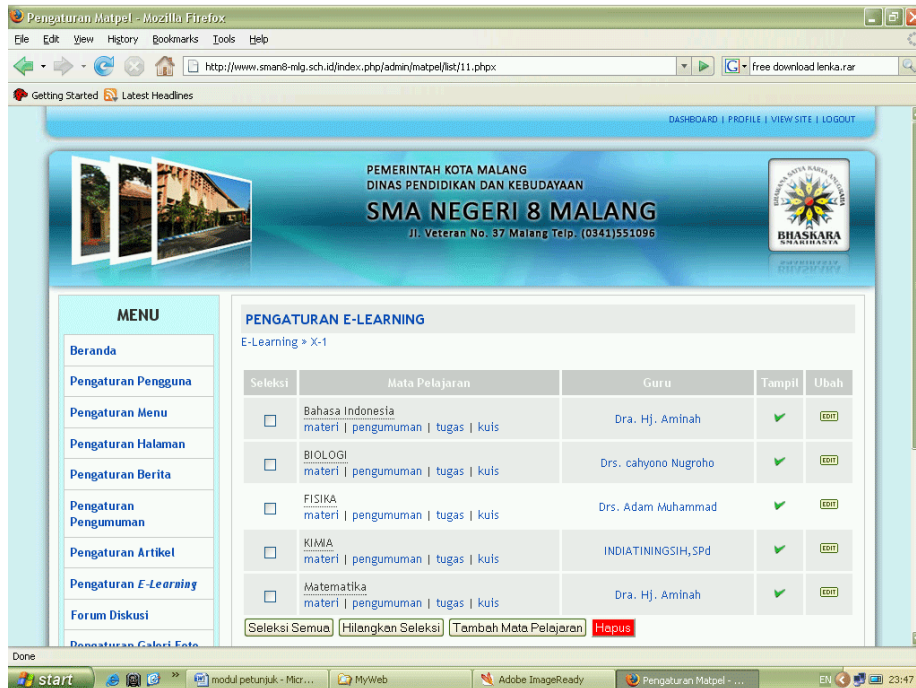 Pengaturan Matpel - Mozilla Firefox
File Edit View History Bookmarks Tools Help
http://www.sman8-mlg.sch.id/index.php/admin/matpel/list/11.phpx
free download lenka.rar
Getting Started Latest Headlines
DASHBOARD | PROFILE | VIEW SITE | LOGOUT
PEMERINTAH KOTA MALANG
DINAS PENDIDIKAN DAN KEBUDAYAAN
SMA NEGERI 8 MALANG
Jl. Veteran No. 37 Malang Telp. (0341)551096
BHASKARA
SMARIHASTA
MENU
Beranda
Pengaturan Pengguna
Pengaturan Menu
Pengaturan Halaman
Pengaturan Berita
Pengaturan
Pengumuman
Pengaturan Artikel
Pengaturan E-Learning
Forum Diskusi
Pengaturan Galeri Foto
PENGATURAN E-LEARNING
E-Learning » X-1
Seleksi Mata Pelajaran Guru Tampil Ubah
Bahasa Indonesia
materi | pengumuman | tugas | kuis
Dra. Hj. Aminah
EDIT
BIOLOGI
materi | pengumuman | tugas | kuis
Drs. cahyono Nugroho
EDIT
FISIKA
materi | pengumuman | tugas | kuis
Drs. Adam Muhammad
EDIT
KIMIA
materi | pengumuman | tugas | kuis
INDIATININGSIH,SPd
EDIT
Matematika
materi | pengumuman | tugas | kuis
Dra. Hj. Aminah
EDIT
Seleksi Semua Hilangkan Seleksi Tambah Mata Pelajaran Hapus
Done
start modul petunjuk - Micr... MyWeb Adobe ImageReady Pengaturan Matpel - ... EN 23:47